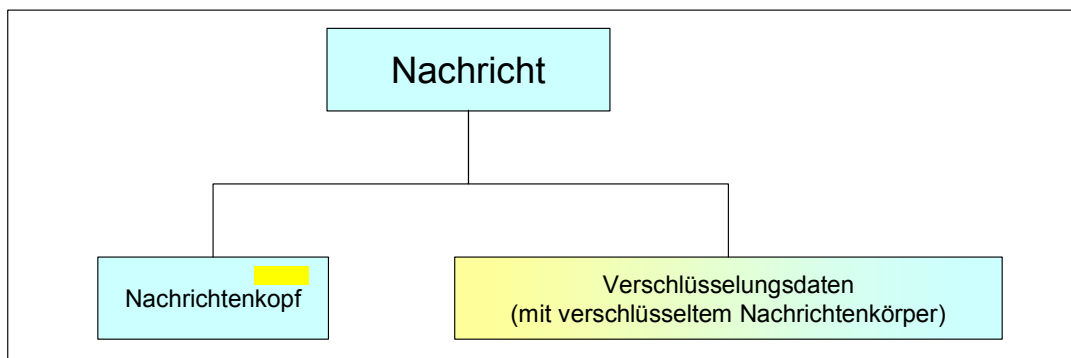 Nachricht
Nachrichtenkopf
Verschlüsselungsdaten
(mit verschlüsseltem Nachrichtenkörper)